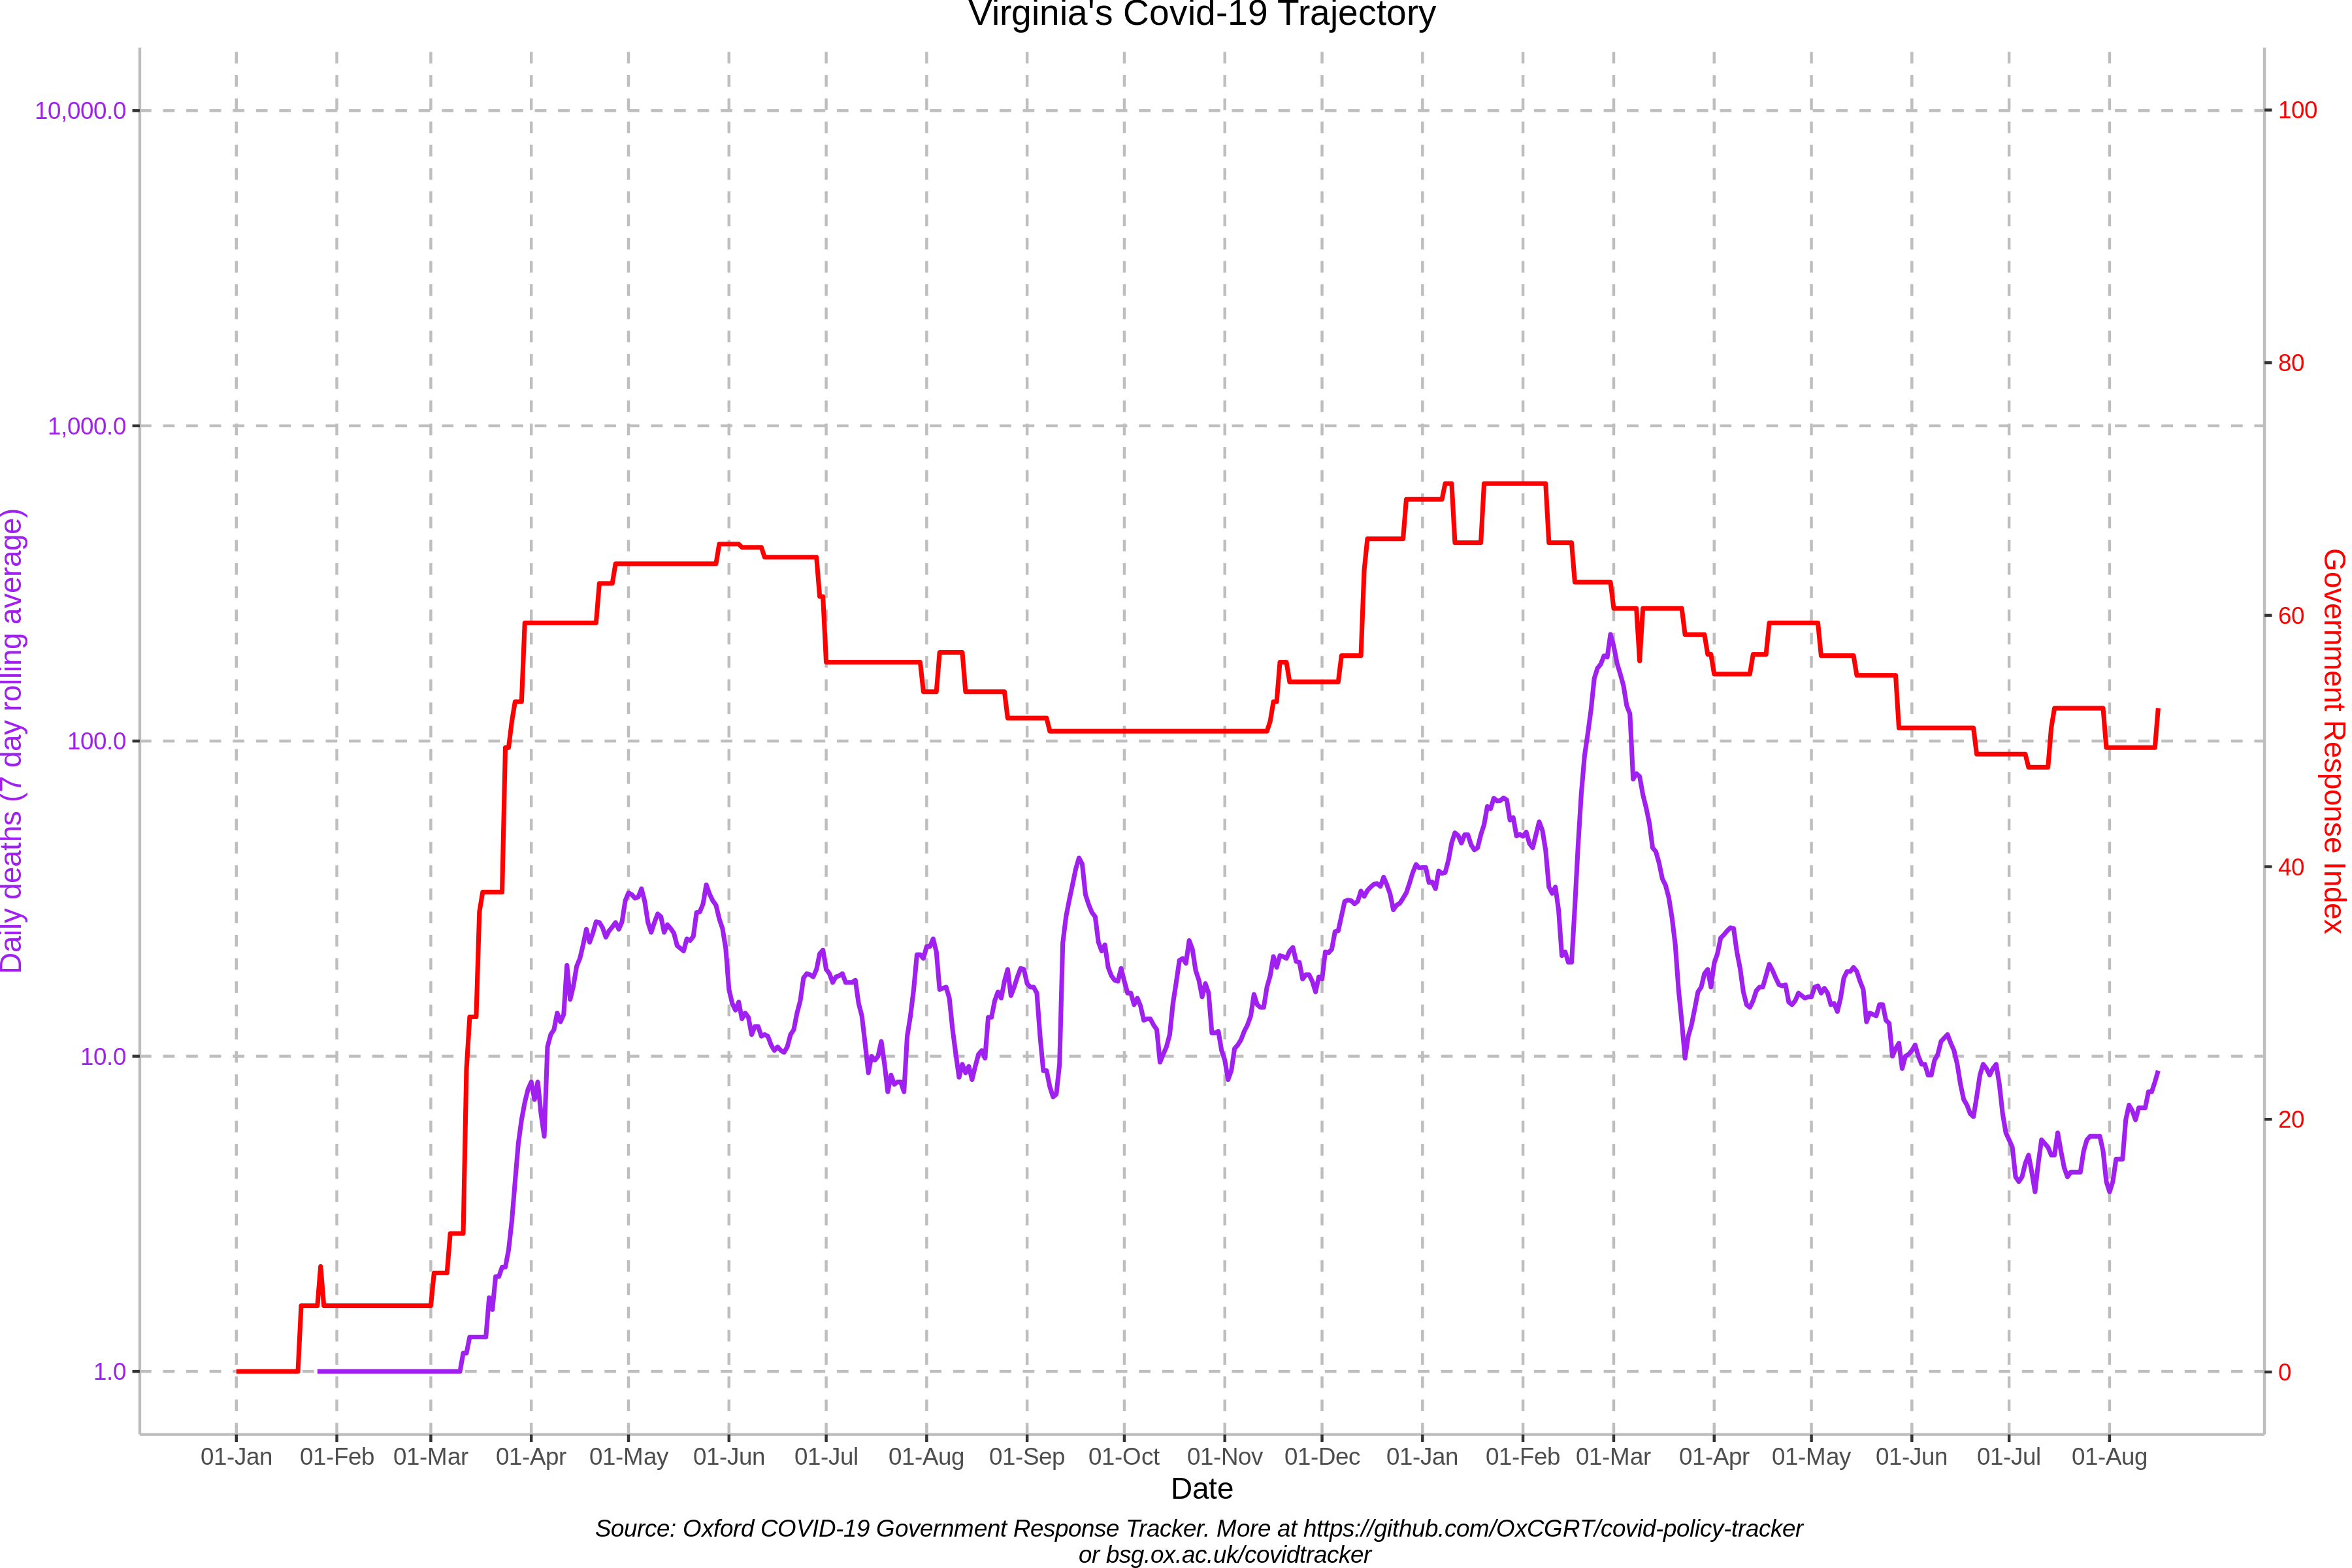 Virginia's Covid-19 Trajectory
10,000.0
1,000.0
100.0
10.0
1.0
Daily deaths (7 day rolling average)
100
80
60
40
20
0
Government Response Index
01-Jan 01-Feb 01-Mar 01-Apr 01-May 01-Jun 01-Jul 01-Aug 01-Sep 01-Oct 01-Nov 01-Dec 01-Jan 01-Feb 01-Mar 01-Apr 01-May 01-Jun 01-Jul 01-Aug
Date
Source: Oxford COVID-19 Government Response Tracker. More at https://github.com/OxCGRT/covid-policy-tracker
or bsg.ox.ac.uk/covidtracker